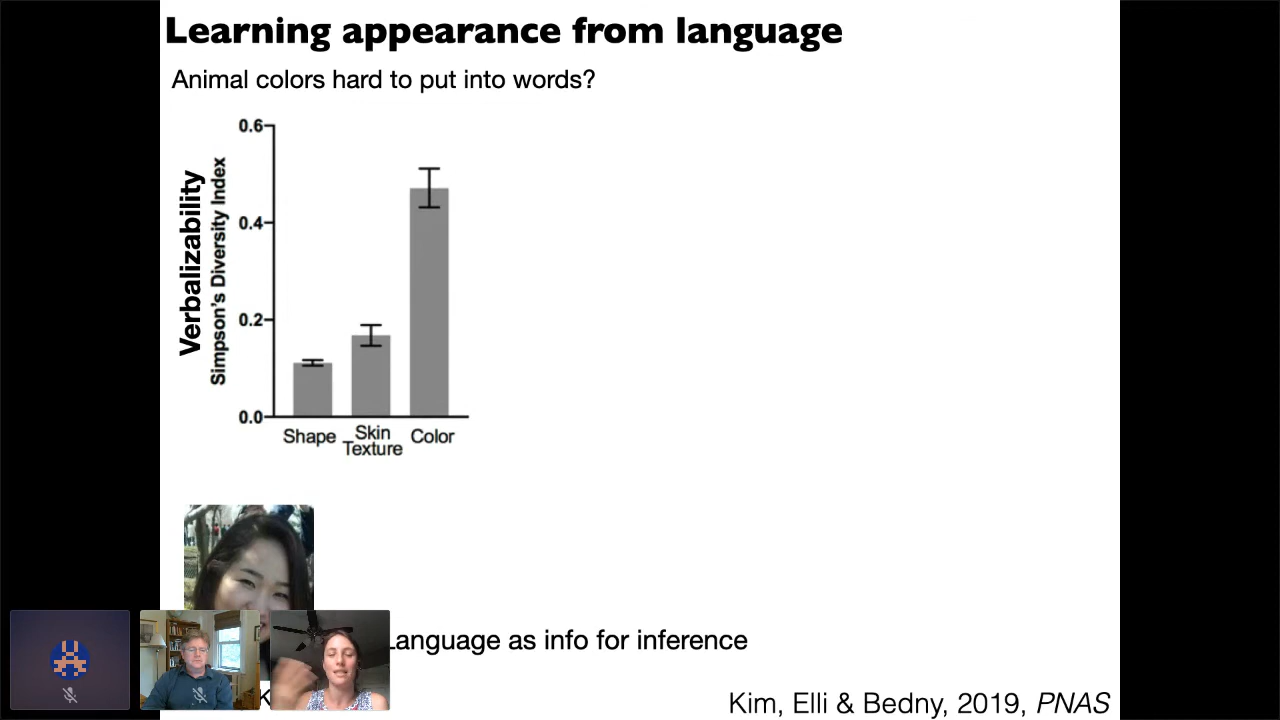 Learning appearance from language
Animal colors hard to put into words?
Verbalizability
Simpson's Diversity Index
0.6
0.4
0.2
0.0
Shape
Skin
Texture
Color
Language as info for inference
K
Kim, Elli & Bedny, 2019, PNAS